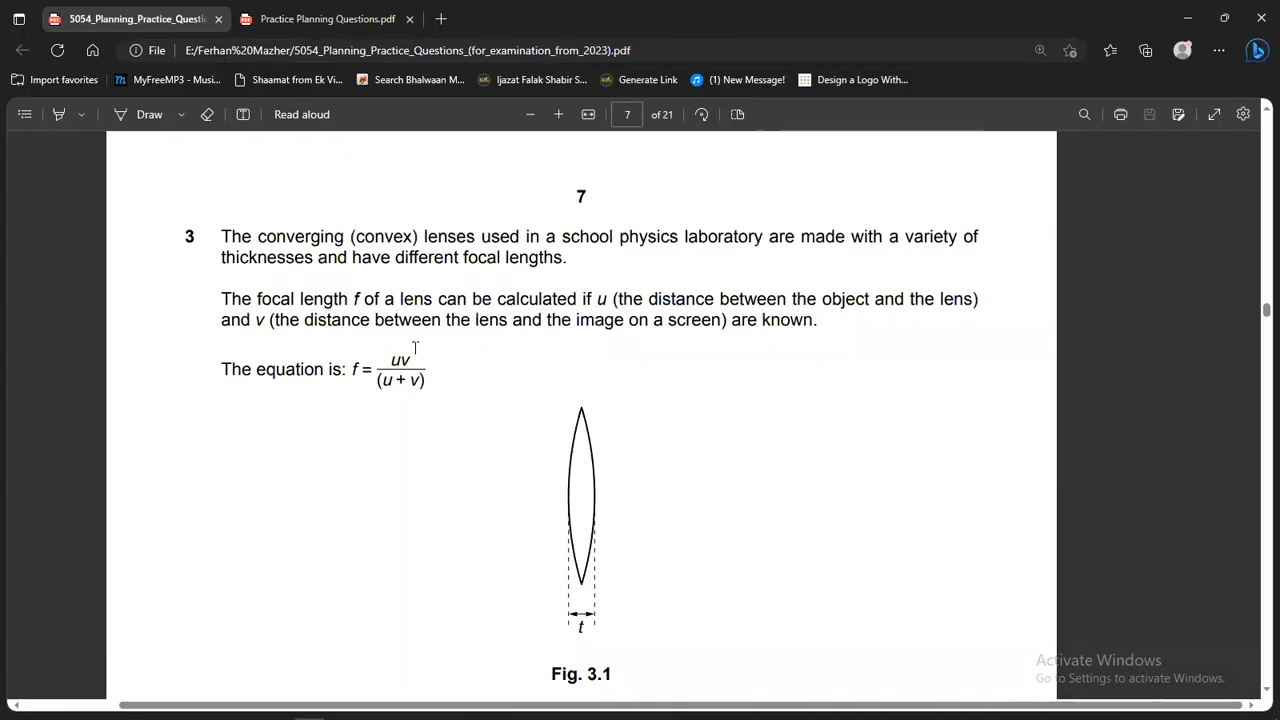 5054_Planning_Practice_Questio
Practice Planning Questions.pdf
File
E:/Ferhan%20Mazher/5054_Planning_Practice_Questions_(for_examination_from_2023).pdf
Import favorites
MyFreeMP3 - Musi...
Shaamat from Ek Vi...
Search Bhalwaan M...
Ijazat Falak Shabir S...
Generate Link
(1) New Message!
Design a Logo With...
Draw
Read aloud
7
of 21
7
3 The converging (convex) lenses used in a school physics laboratory are made with a variety of
thicknesses and have different focal lengths.
The focal length f of a lens can be calculated if u (the distance between the object and the lens)
and v (the distance between the lens and the image on a screen) are known.
The equation is: f = uv / (u + v)
t
Fig. 3.1
Activate Windows
Go to Settings to activate Windows.